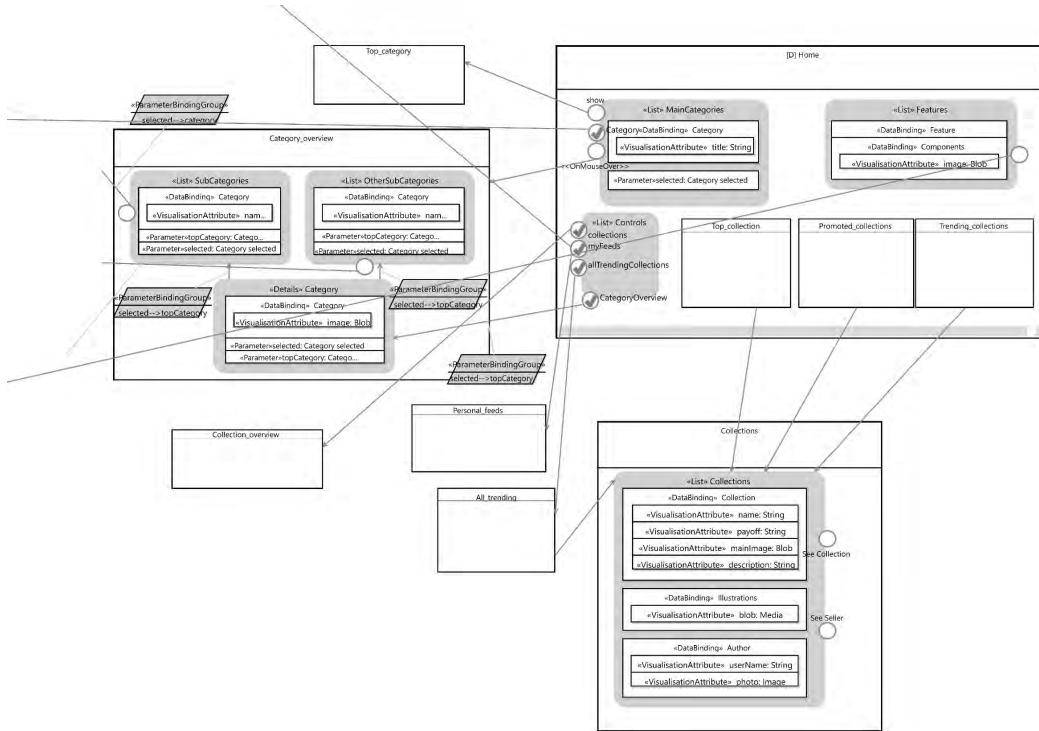 Top_category
[D] Home
«ParameterBindingGroup»
selected-->category
show
«List» MainCategories
Category«DataBinding» Category
«VisualisationAttribute» title: String
<<OnMouseOver>>
«Parameter»selected: Category selected
«List» Features
«DataBinding» Feature
«DataBinding» Components
«VisualisationAttribute» image: Blob
Category_overview
«List» SubCategories
«DataBinding» Category
«VisualisationAttribute» nam...
«Parameter»topCategory: Catego...
«Parameter»selected: Category selected
«List» OtherSubCategories
«DataBinding» Category
«VisualisationAttribute» nam...
«Parameter»topCategory: Catego...
«Parameter»selected: Category selected
«List» Controls
collections
myFeeds
allTrendingCollections
CategoryOverview
Top_collection
Promoted_collections
Trending_collections
«ParameterBindingGroup»
selected-->topCategory
«Details» Category
«DataBinding» Category
«VisualisationAttribute» image: Blob
«Parameter»selected: Category selected
«Parameter»topCategory: Catego...
«ParameterBindingGroup»
selected-->topCategory
«ParameterBindingGroup»
selected-->topCategory
Personal_feeds
Collection_overview
All_trending
Collections
«List» Collections
«DataBinding» Collection
«VisualisationAttribute» name: String
«VisualisationAttribute» payoff: String
«VisualisationAttribute» mainImage: Blob
«VisualisationAttribute» description: String
See Collection
«DataBinding» Illustrations
«VisualisationAttribute» blob: Media
See Seller
«DataBinding» Author
«VisualisationAttribute» userName: String
«VisualisationAttribute» photo: Image